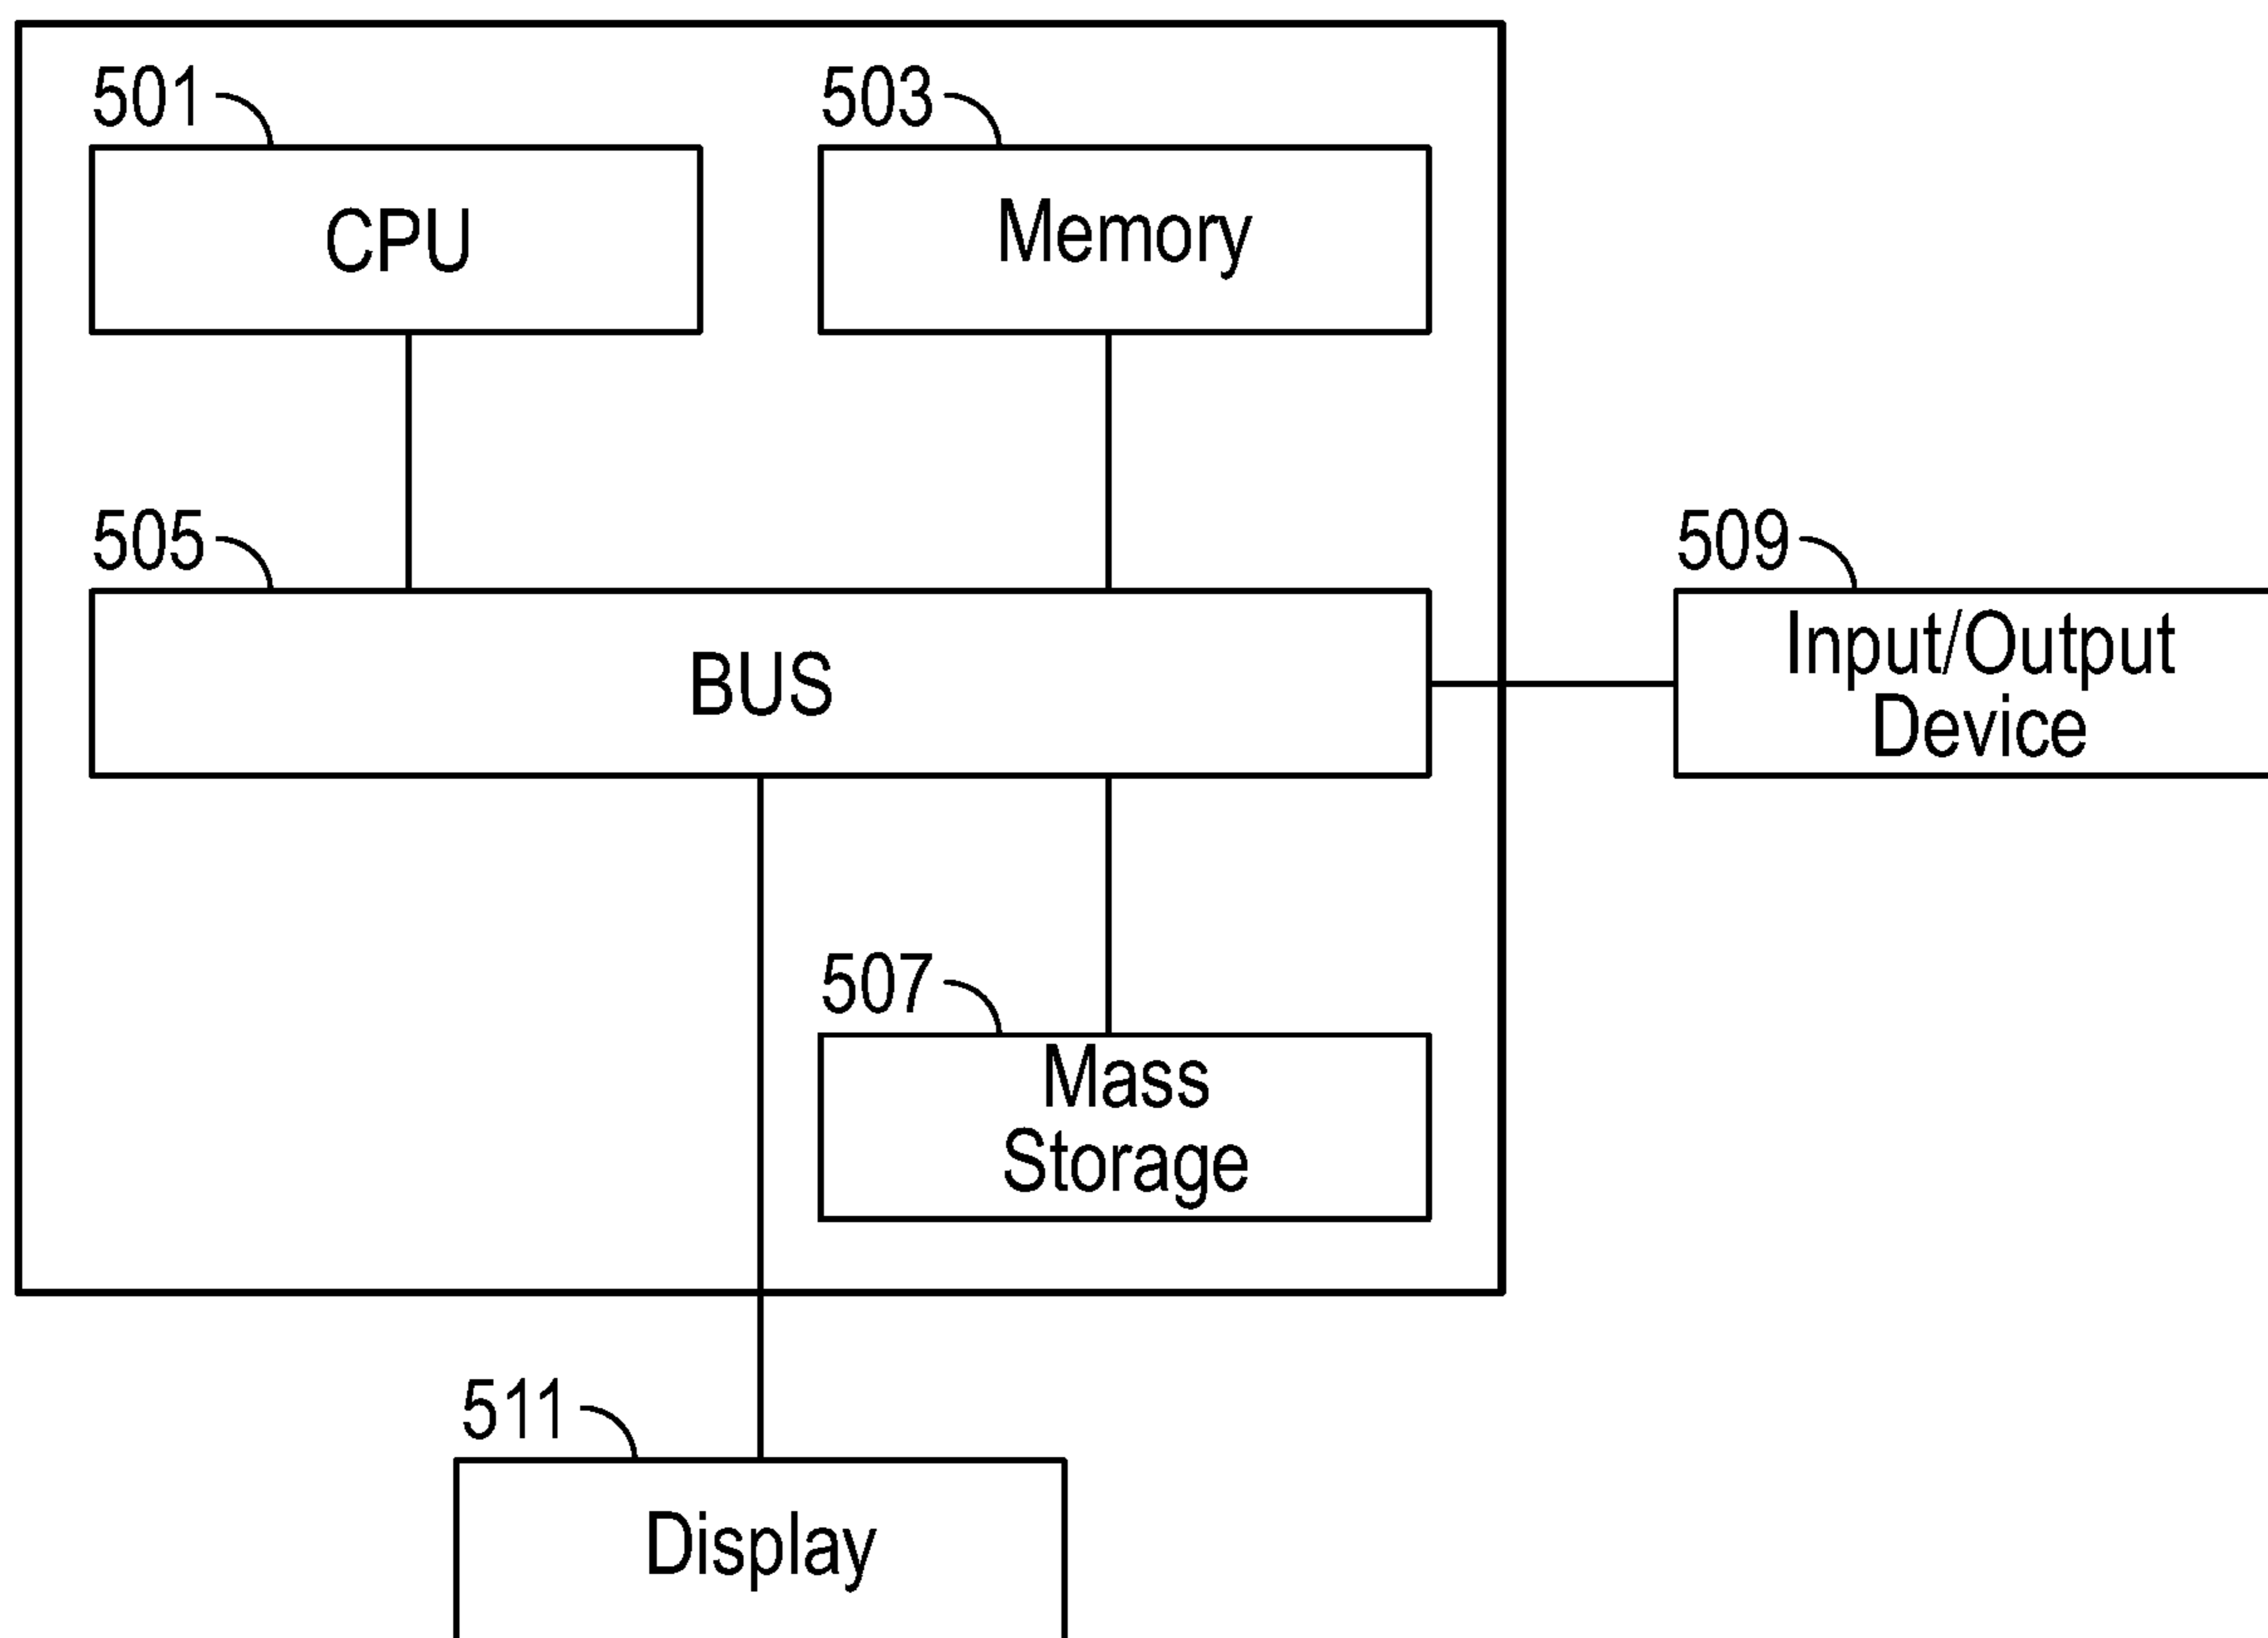 501
CPU
503
Memory
505
BUS
509
Input/Output
Device
507
Mass
Storage
511
Display